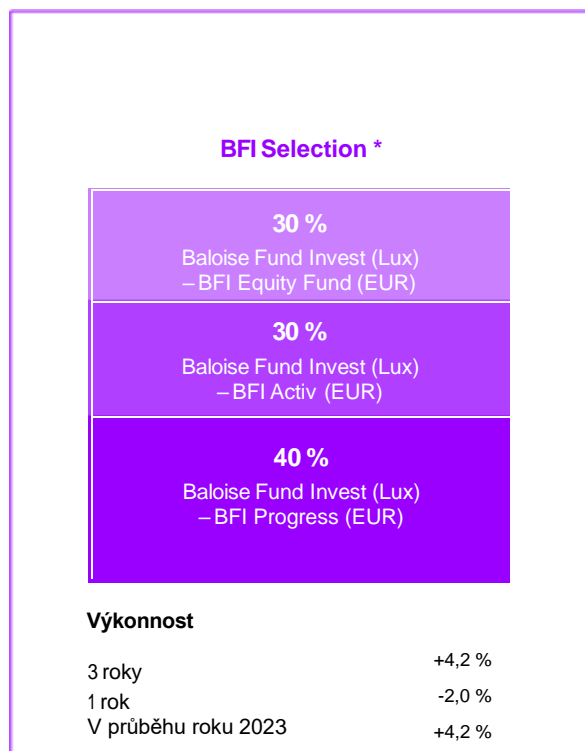 BFI Selection *
30 %
Baloise Fund Invest (Lux)
– BFI Equity Fund (EUR)
30 %
Baloise Fund Invest (Lux)
– BFI Activ (EUR)
40 %
Baloise Fund Invest (Lux)
– BFI Progress (EUR)
Výkonnost
3 roky +4,2 %
1 rok -2,0 %
V průběhu roku 2023 +4,2 %